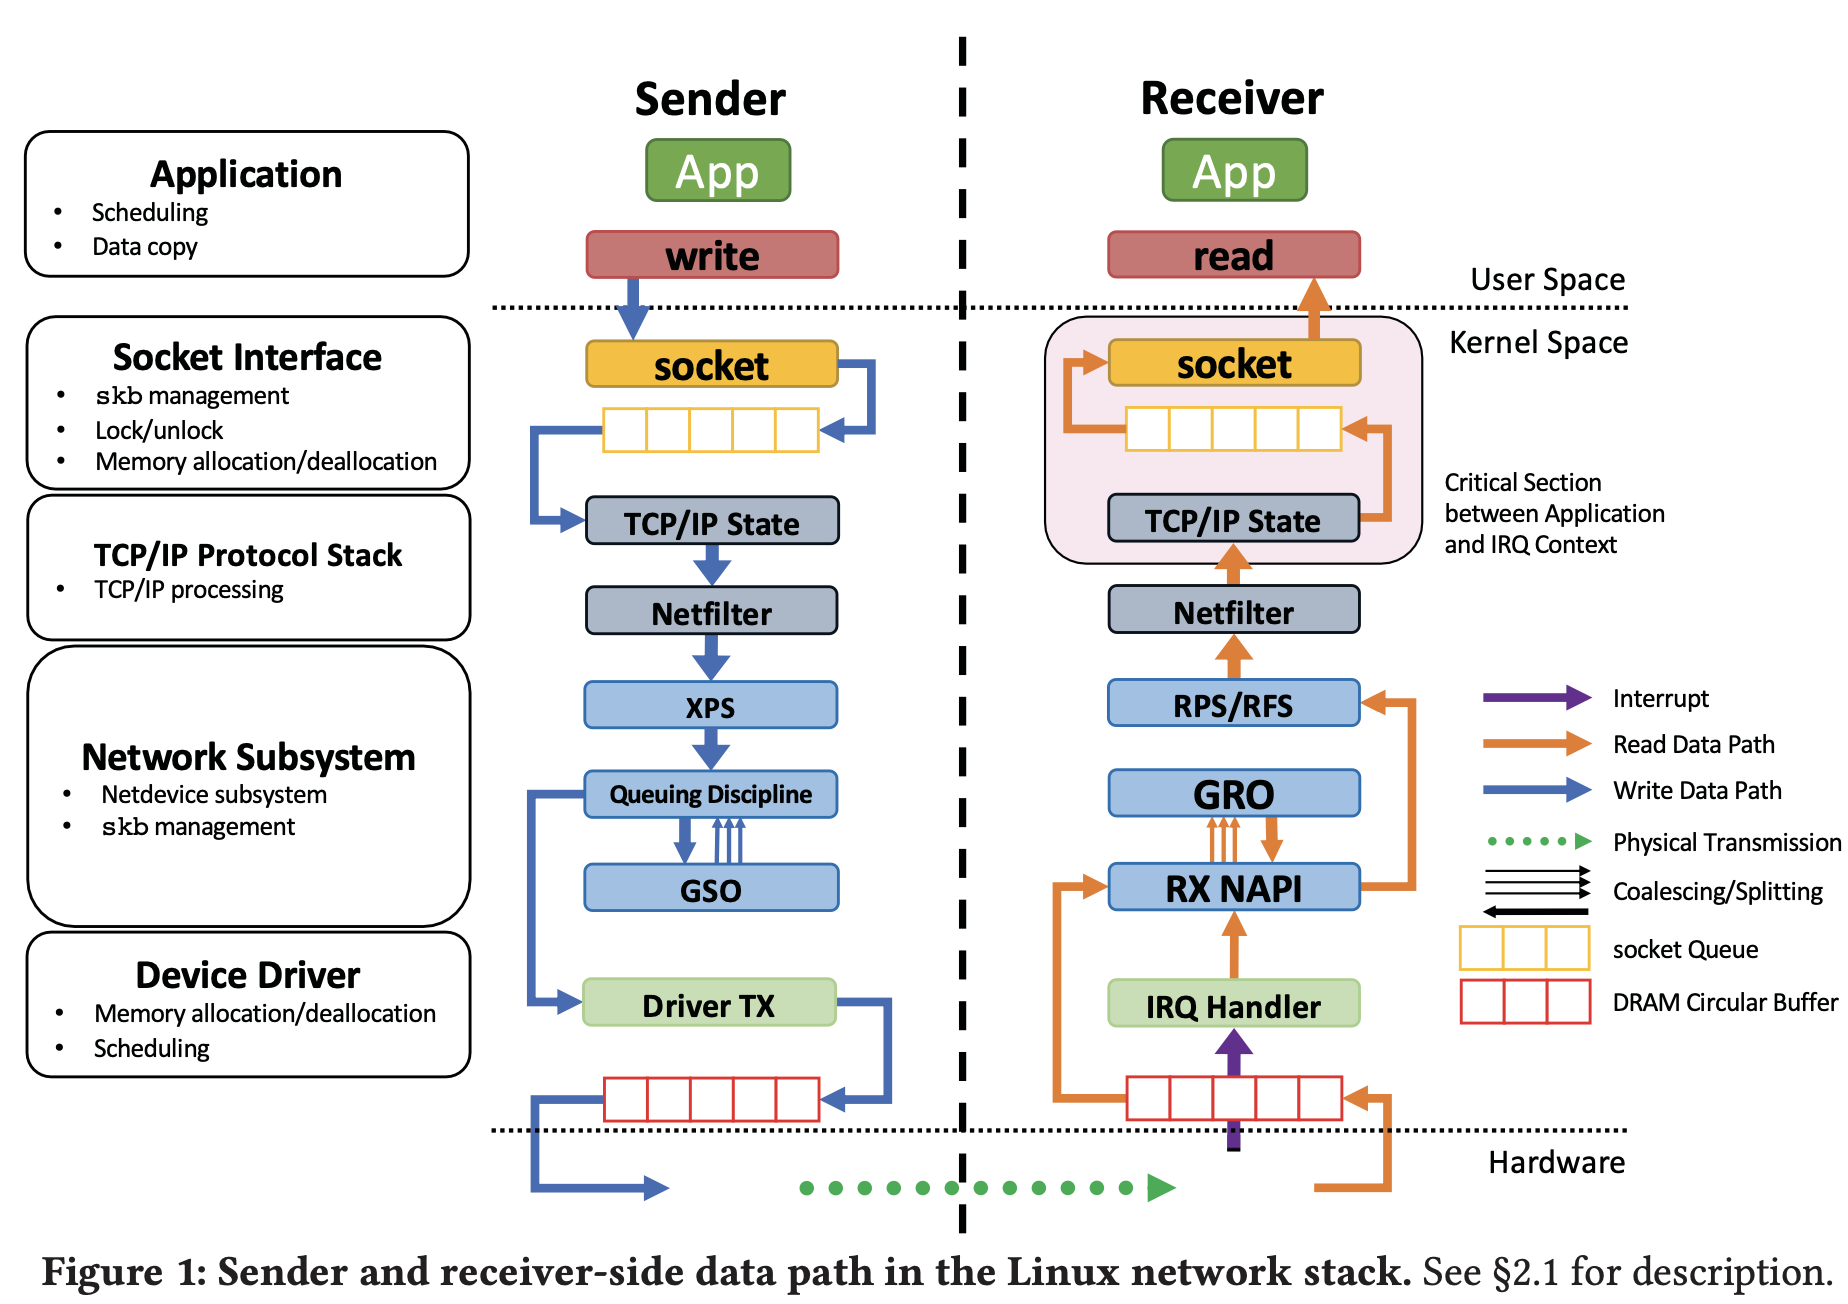 Sender
Receiver
App
App
Application
• Scheduling
• Data copy
write
read
User Space
Kernel Space
Socket Interface
• skb management
• Lock/unlock
• Memory allocation/deallocation
socket
socket
Critical Section
between Application
and IRQ Context
TCP/IP Protocol Stack
• TCP/IP processing
TCP/IP State
TCP/IP State
Netfilter
Netfilter
Network Subsystem
• Netdevice subsystem
• skb management
XPS
RPS/RFS
Queuing Discipline
GRO
GSO
RX NAPI
Interrupt
Read Data Path
Write Data Path
Physical Transmission
Coalescing/Splitting
socket Queue
DRAM Circular Buffer
Device Driver
• Memory allocation/deallocation
• Scheduling
Driver TX
IRQ Handler
Hardware
Figure 1: Sender and receiver-side data path in the Linux network stack. See §2.1 for description.